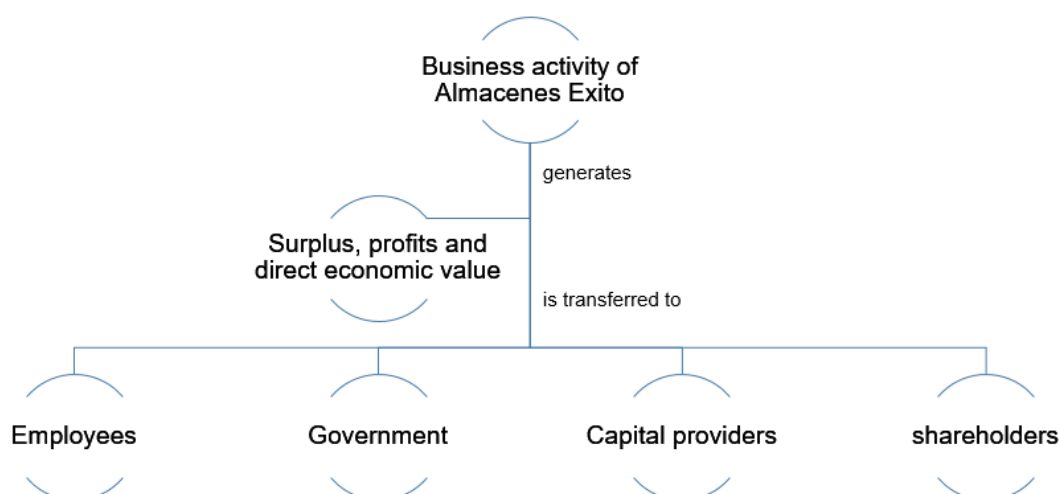 Business activity of
Almacenes Exito
generates
Surplus, profits and
direct economic value
is transferred to
Employees
Government
Capital providers
shareholders